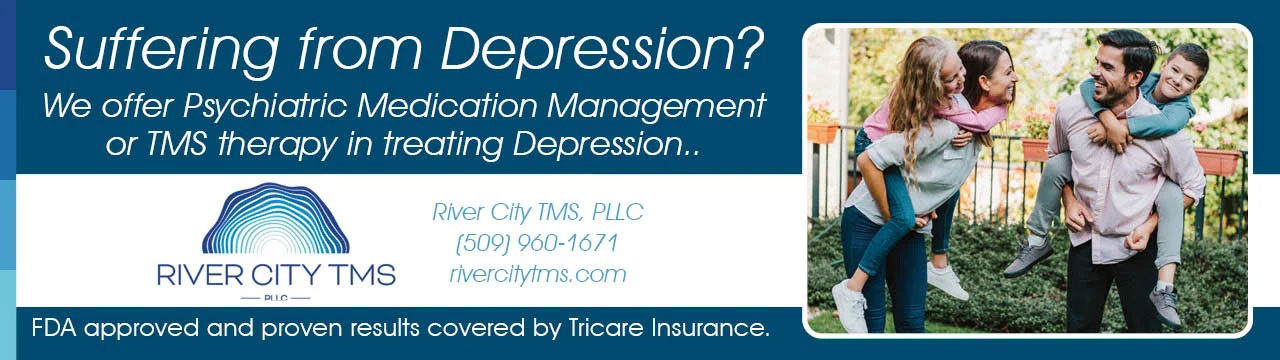 Suffering from Depression?
We offer Psychiatric Medication Management
or TMS therapy in treating Depression..
RIVER CITY TMS
PLLC
River City TMS, PLLC
(509) 960-1671
rivercitytms.com
FDA approved and proven results covered by Tricare Insurance.